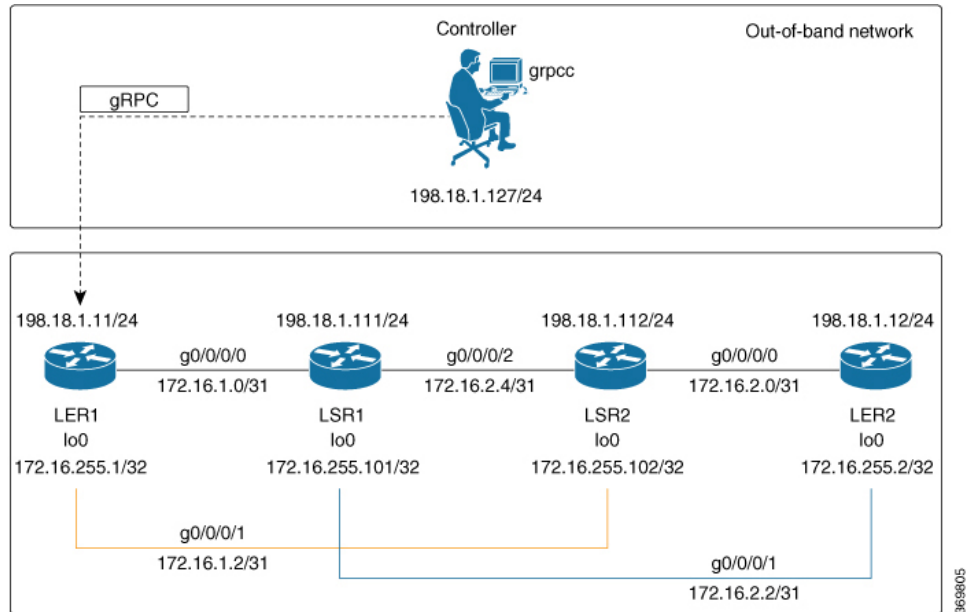 Controller
Out-of-band network
grpcc
gRPC
198.18.1.127/24
198.18.1.11/24
198.18.1.111/24
198.18.1.112/24
198.18.1.12/24
g0/0/0/0
g0/0/0/2
g0/0/0/0
172.16.1.0/31
172.16.2.4/31
172.16.2.0/31
LER1
LSR1
LSR2
LER2
lo0
lo0
lo0
lo0
172.16.255.1/32
172.16.255.101/32
172.16.255.102/32
172.16.255.2/32
g0/0/0/1
172.16.1.2/31
g0/0/0/1
172.16.2.2/31